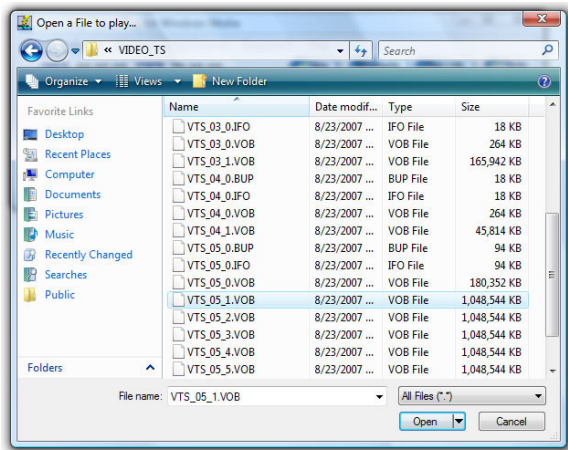 Open a File to play...
« VIDEO_TS
Search
Organize Views New Folder
Favorite Links
Desktop
Recent Places
Computer
Documents
Pictures
Music
Recently Changed
Searches
Public
Folders
Name Date modif... Type Size
VTS_03_0.IFO 8/23/2007 ... IFO File 18 KB
VTS_03_0.VOB 8/23/2007 ... VOB File 264 KB
VTS_03_1.VOB 8/23/2007 ... VOB File 165,942 KB
VTS_04_0.BUP 8/23/2007 ... BUP File 18 KB
VTS_04_0.IFO 8/23/2007 ... IFO File 18 KB
VTS_04_0.VOB 8/23/2007 ... VOB File 264 KB
VTS_04_1.VOB 8/23/2007 ... VOB File 45,814 KB
VTS_05_0.BUP 8/23/2007 ... BUP File 94 KB
VTS_05_0.IFO 8/23/2007 ... IFO File 94 KB
VTS_05_0.VOB 8/23/2007 ... VOB File 180,352 KB
VTS_05_1.VOB 8/23/2007 ... VOB File 1,048,544 KB
VTS_05_2.VOB 8/23/2007 ... VOB File 1,048,544 KB
VTS_05_3.VOB 8/23/2007 ... VOB File 1,048,544 KB
VTS_05_4.VOB 8/23/2007 ... VOB File 1,048,544 KB
VTS_05_5.VOB 8/23/2007 ... VOB File 1,048,544 KB
File name: VTS_05_1.VOB All Files (*.*)
Open Cancel